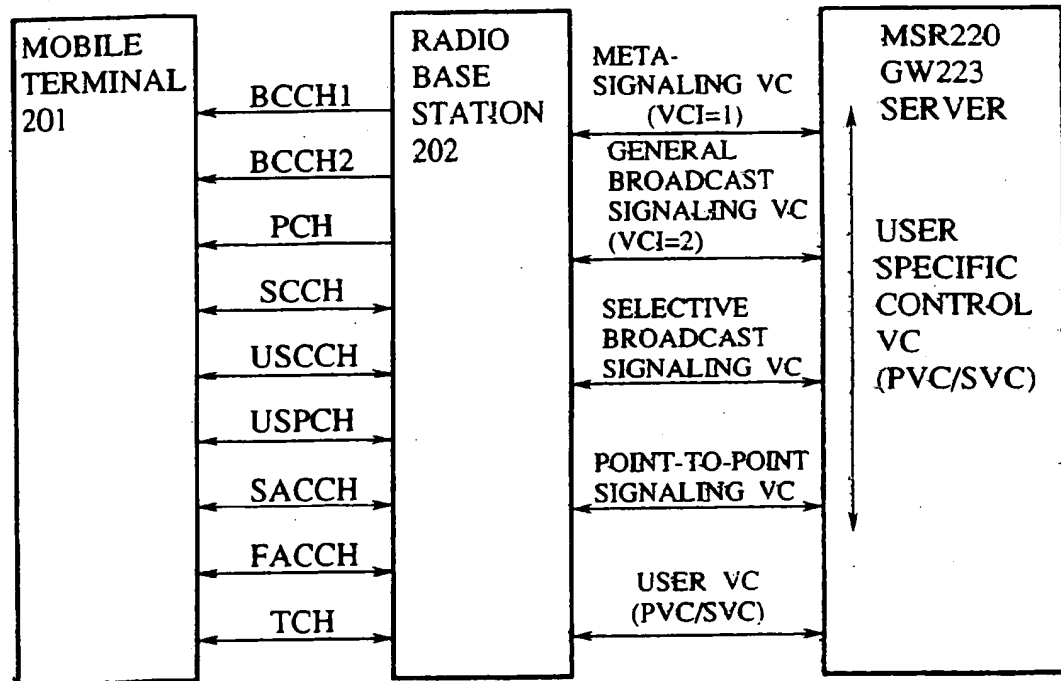 MOBILE
TERMINAL
201
BCCH1
BCCH2
PCH
SCCH
USCCH
USPCH
SACCH
FACCH
TCH
RADIO
BASE
STATION
202
META-
SIGNALING VC
(VCI=1)
GENERAL
BROADCAST
SIGNALING VC
(VCI=2)
SELECTIVE
BROADCAST
SIGNALING VC
POINT-TO-POINT
SIGNALING VC
USER VC
(PVC/SVC)
MSR220
GW223
SERVER
USER
SPECIFIC
CONTROL
VC
(PVC/SVC)